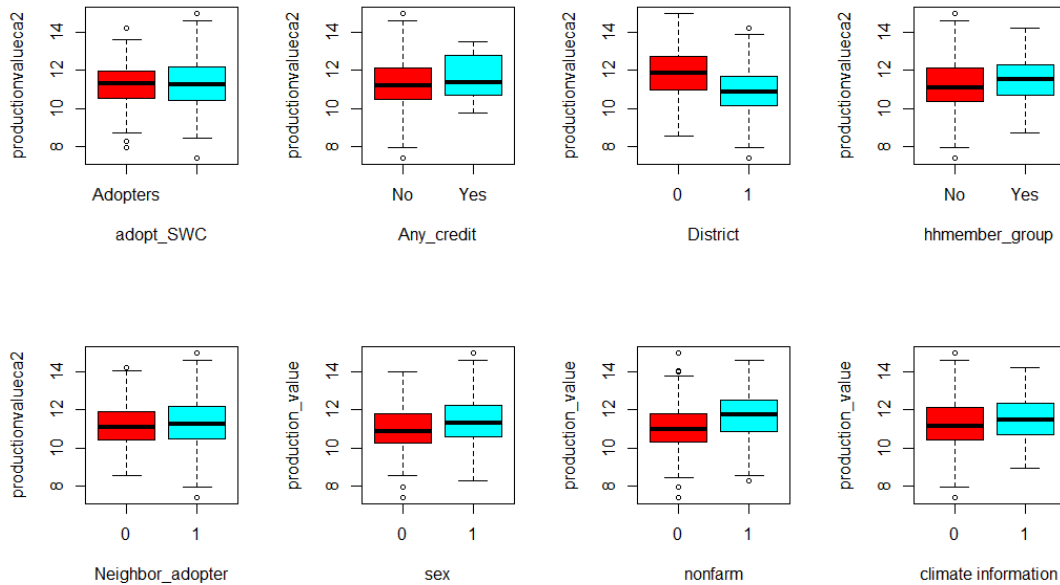 productionvalueca2
8 10 12 14
Adopters
adopt_SWC
productionvalueca2
8 10 12 14
No Yes
Any_credit
productionvalueca2
8 10 12 14
0 1
District
productionvalueca2
8 10 12 14
No Yes
hhmember_group
productionvalueca2
8 10 12 14
0 1
Neighbor_adopter
production_value
8 10 12 14
0 1
sex
production_value
8 10 12 14
0 1
nonfarm
production_value
8 10 12 14
0 1
climate information